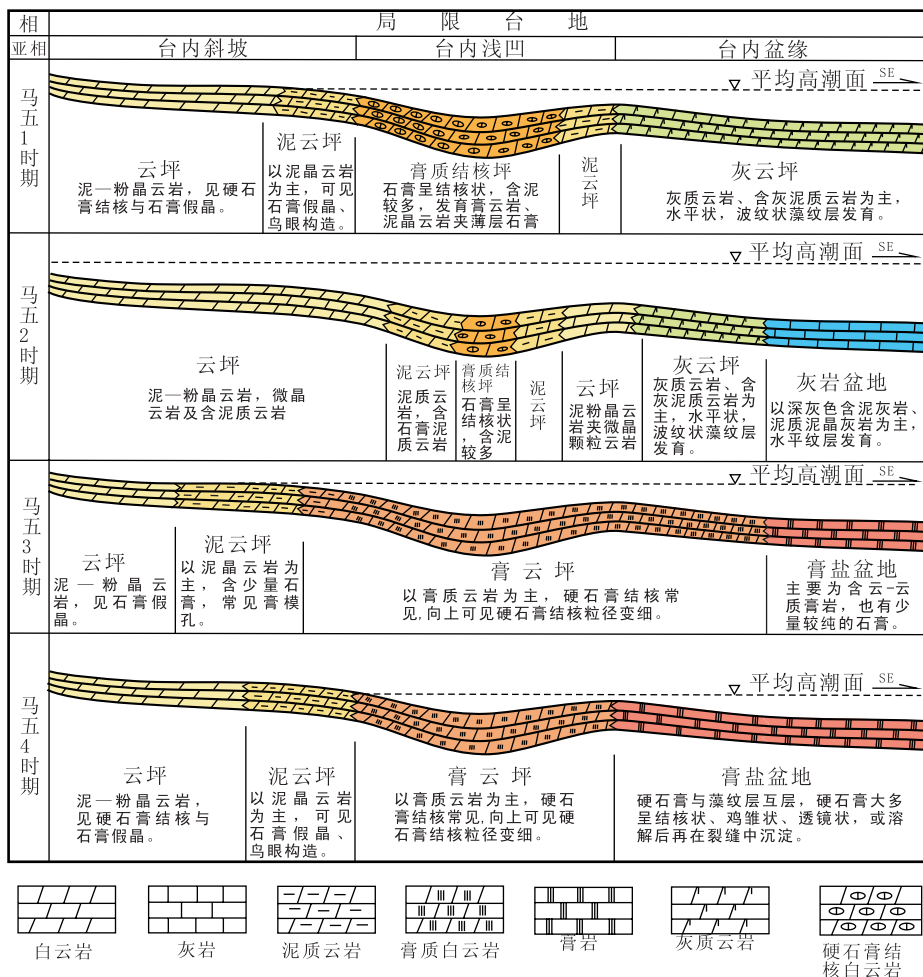 相
局限台地
亚相
台内斜坡
台内浅凹
台内盆缘
马五1时期
平均高潮面
SE
云坪
泥—粉晶云岩，见硬石
膏结核与石膏假晶。
泥云坪
以泥晶云岩
为主，可见
石膏假晶、
鸟眼构造。
膏质结核坪
石膏呈结核状，含泥
较多，发育膏云岩、
泥晶云岩夹薄层石膏
泥云坪
灰云坪
灰质云岩、含灰泥质云岩为主，
水平状，波纹状藻纹层发育。
马五2时期
平均高潮面
SE
云坪
泥—粉晶云岩，微晶
云岩及含泥质云岩
泥云坪
泥质云
岩，含
石膏泥
质云岩
膏质结
核坪
石膏呈
结核状
，含泥
较多
泥云坪
云坪
泥粉晶云
岩夹微晶
颗粒云岩
灰云坪
灰质云岩、含
灰泥质云岩为
主，水平状，
波纹状藻纹层
发育。
灰岩盆地
以深灰色含泥灰岩、
泥质泥晶灰岩为主，
水平纹层发育。
马五3时期
平均高潮面
SE
云坪
泥—粉晶云
岩，见石膏假
晶。
泥云坪
以泥晶云岩为
主，含少量石
膏，常见膏模
孔。
膏云坪
以膏质云岩为主，硬石膏结核常
见,向上可见硬石膏结核粒径变细。
膏盐盆地
主要为含云-云
质膏岩，也有少
量较纯的石膏。
马五4时期
平均高潮面
SE
云坪
泥—粉晶云岩，
见硬石膏结核与
石膏假晶。
泥云坪
以泥晶云岩
为主，可见
石膏假晶、
鸟眼构造。
膏云坪
以膏质云岩为主，硬石
膏结核常见,向上可见硬
石膏结核粒径变细。
膏盐盆地
硬石膏与藻纹层互层，硬石膏大多
呈结核状、鸡雏状、透镜状，或溶
解后再在裂缝中沉淀。
白云岩
灰岩
泥质云岩
膏质白云岩
膏岩
灰质云岩
硬石膏结
核白云岩